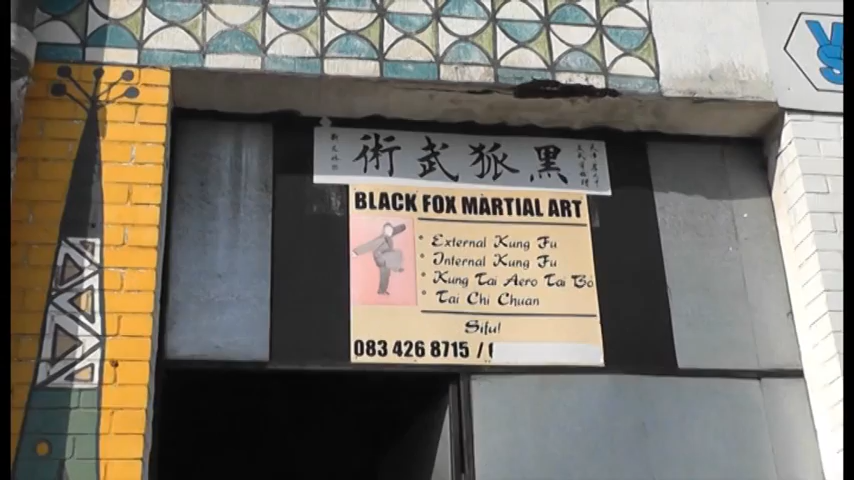 黑狐武術
BLACK FOX MARTIAL ART
• External Kung Fu
• Internal Kung Fu
• Kung Tai Aero Tai Bo
• Tai Chi Chuan
Sifu!
083 426 8715 /